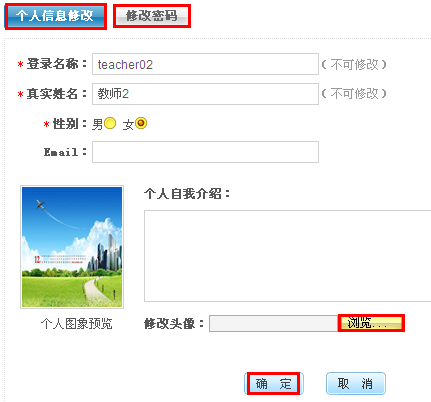 个人信息修改 修改密码
* 登录名称： teacher02 （不可修改）
* 真实姓名： 教师2 （不可修改）
* 性别：男 女
Email：
个人自我介绍：
个人图象预览
修改头像： 浏览...
确 定 取 消